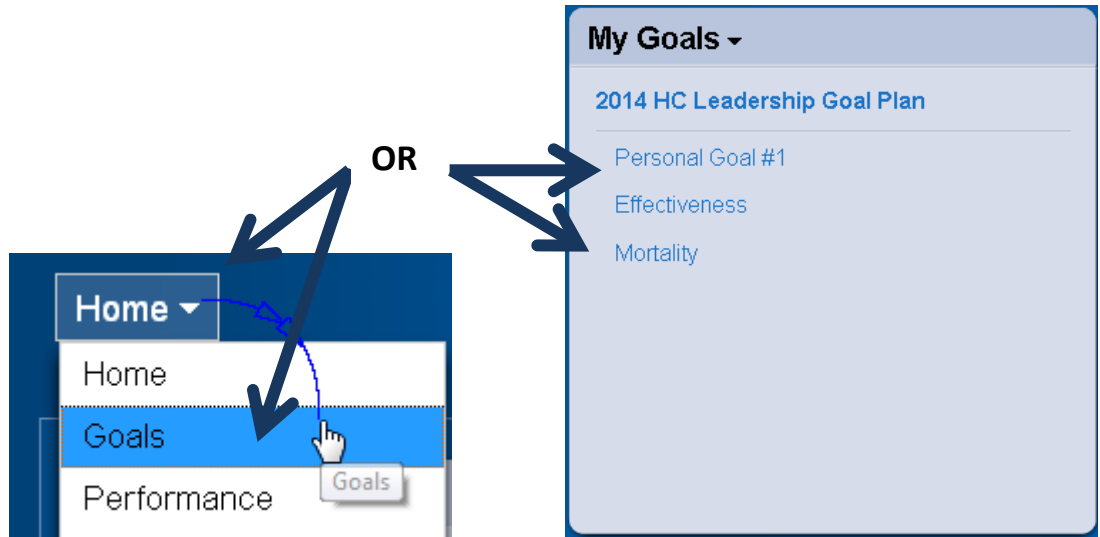 My Goals
2014 HC Leadership Goal Plan
Personal Goal #1
Effectiveness
Mortality
OR
Home
Home
Goals
Goals
Performance